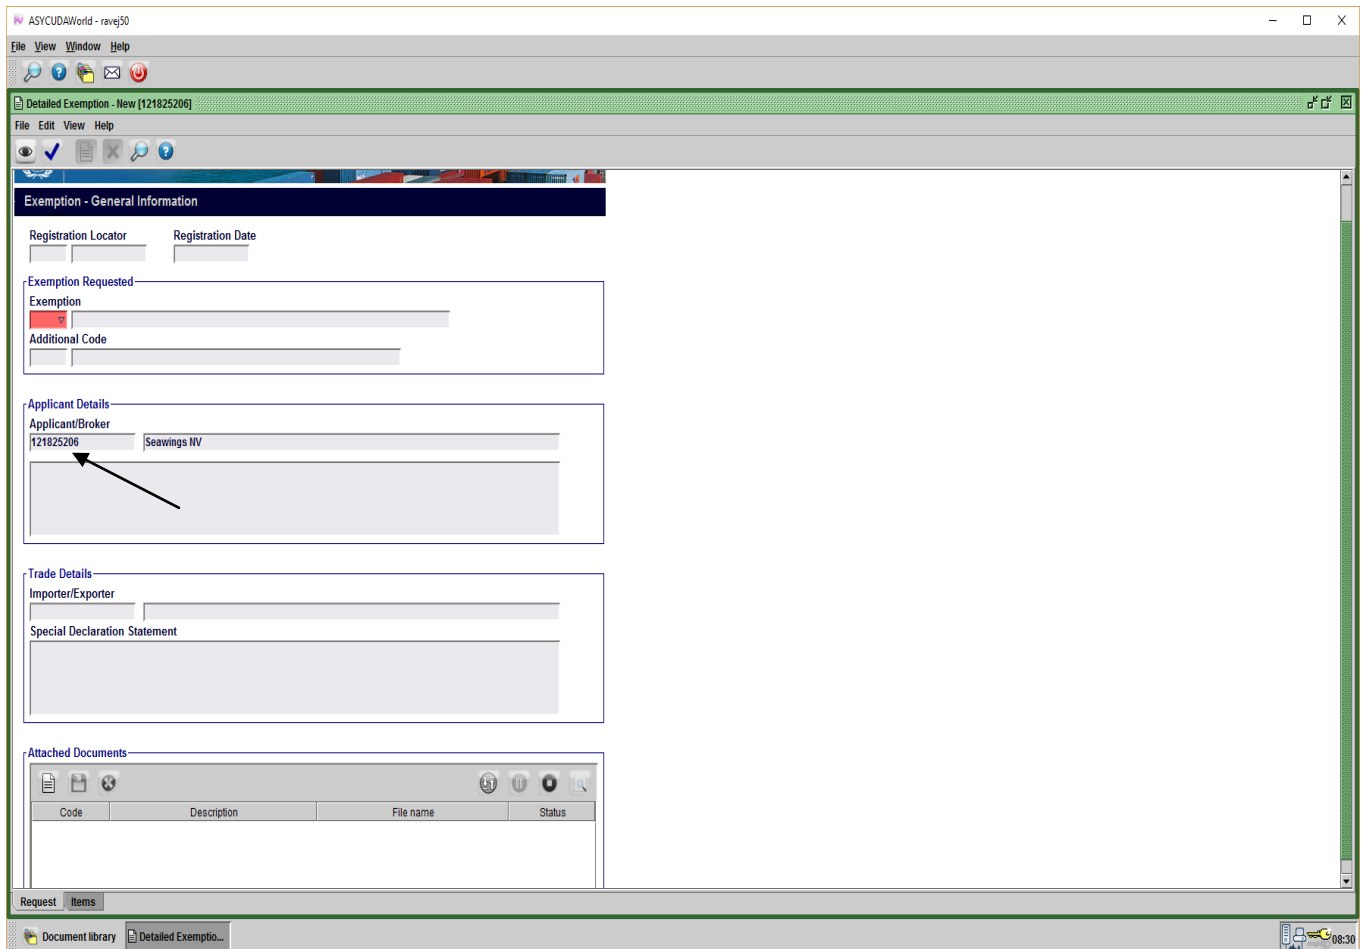 ASYCUDAWorld - ravej50
File View Window Help
Detailed Exemption - New [121825206]
File Edit View Help
Exemption - General Information
Registration Locator Registration Date
Exemption Requested
Exemption
Additional Code
Applicant Details
Applicant/Broker
121825206 Seawings NV
Trade Details
Importer/Exporter
Special Declaration Statement
Attached Documents
Code Description File name Status
Request Items
Document library Detailed Exemptio... 08:30